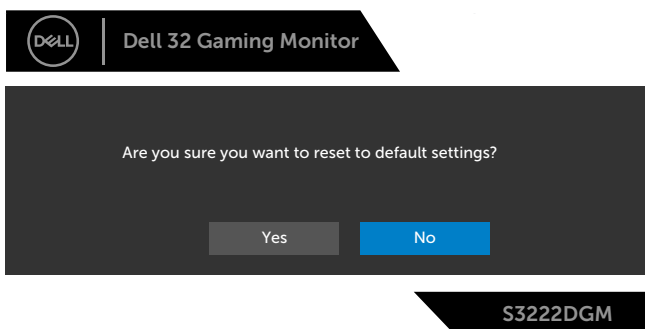 DELL
Dell 32 Gaming Monitor
Are you sure you want to reset to default settings?
Yes No
S3222DGM